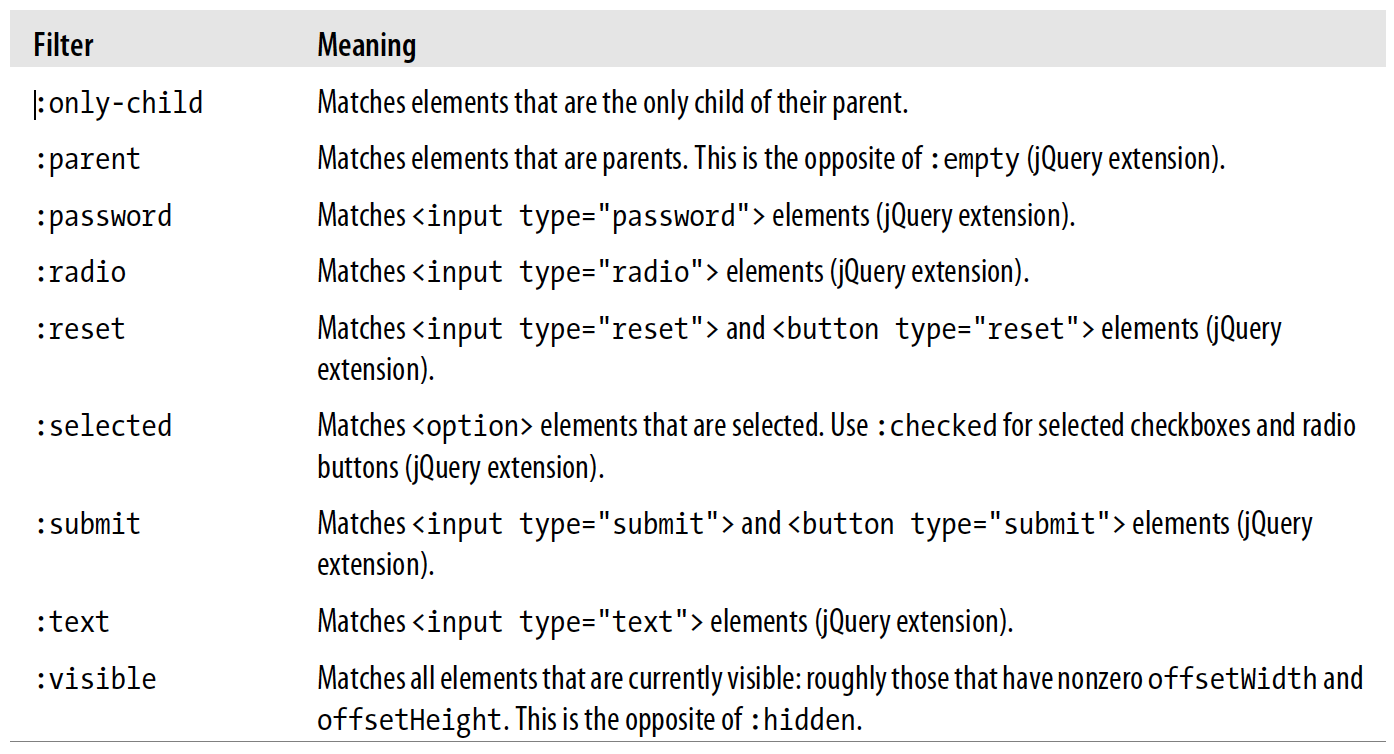 Filter Meaning
:only-child Matches elements that are the only child of their parent.
:parent Matches elements that are parents. This is the opposite of :empty (jQuery extension).
:password Matches <input type="password"> elements (jQuery extension).
:radio Matches <input type="radio"> elements (jQuery extension).
:reset Matches <input type="reset"> and <button type="reset"> elements (jQuery
extension).
:selected Matches <option> elements that are selected. Use :checked for selected checkboxes and radio
buttons (jQuery extension).
:submit Matches <input type="submit"> and <button type="submit"> elements (jQuery
extension).
:text Matches <input type="text"> elements (jQuery extension).
:visible Matches all elements that are currently visible: roughly those that have nonzero offsetWidth and
offsetHeight. This is the opposite of :hidden.